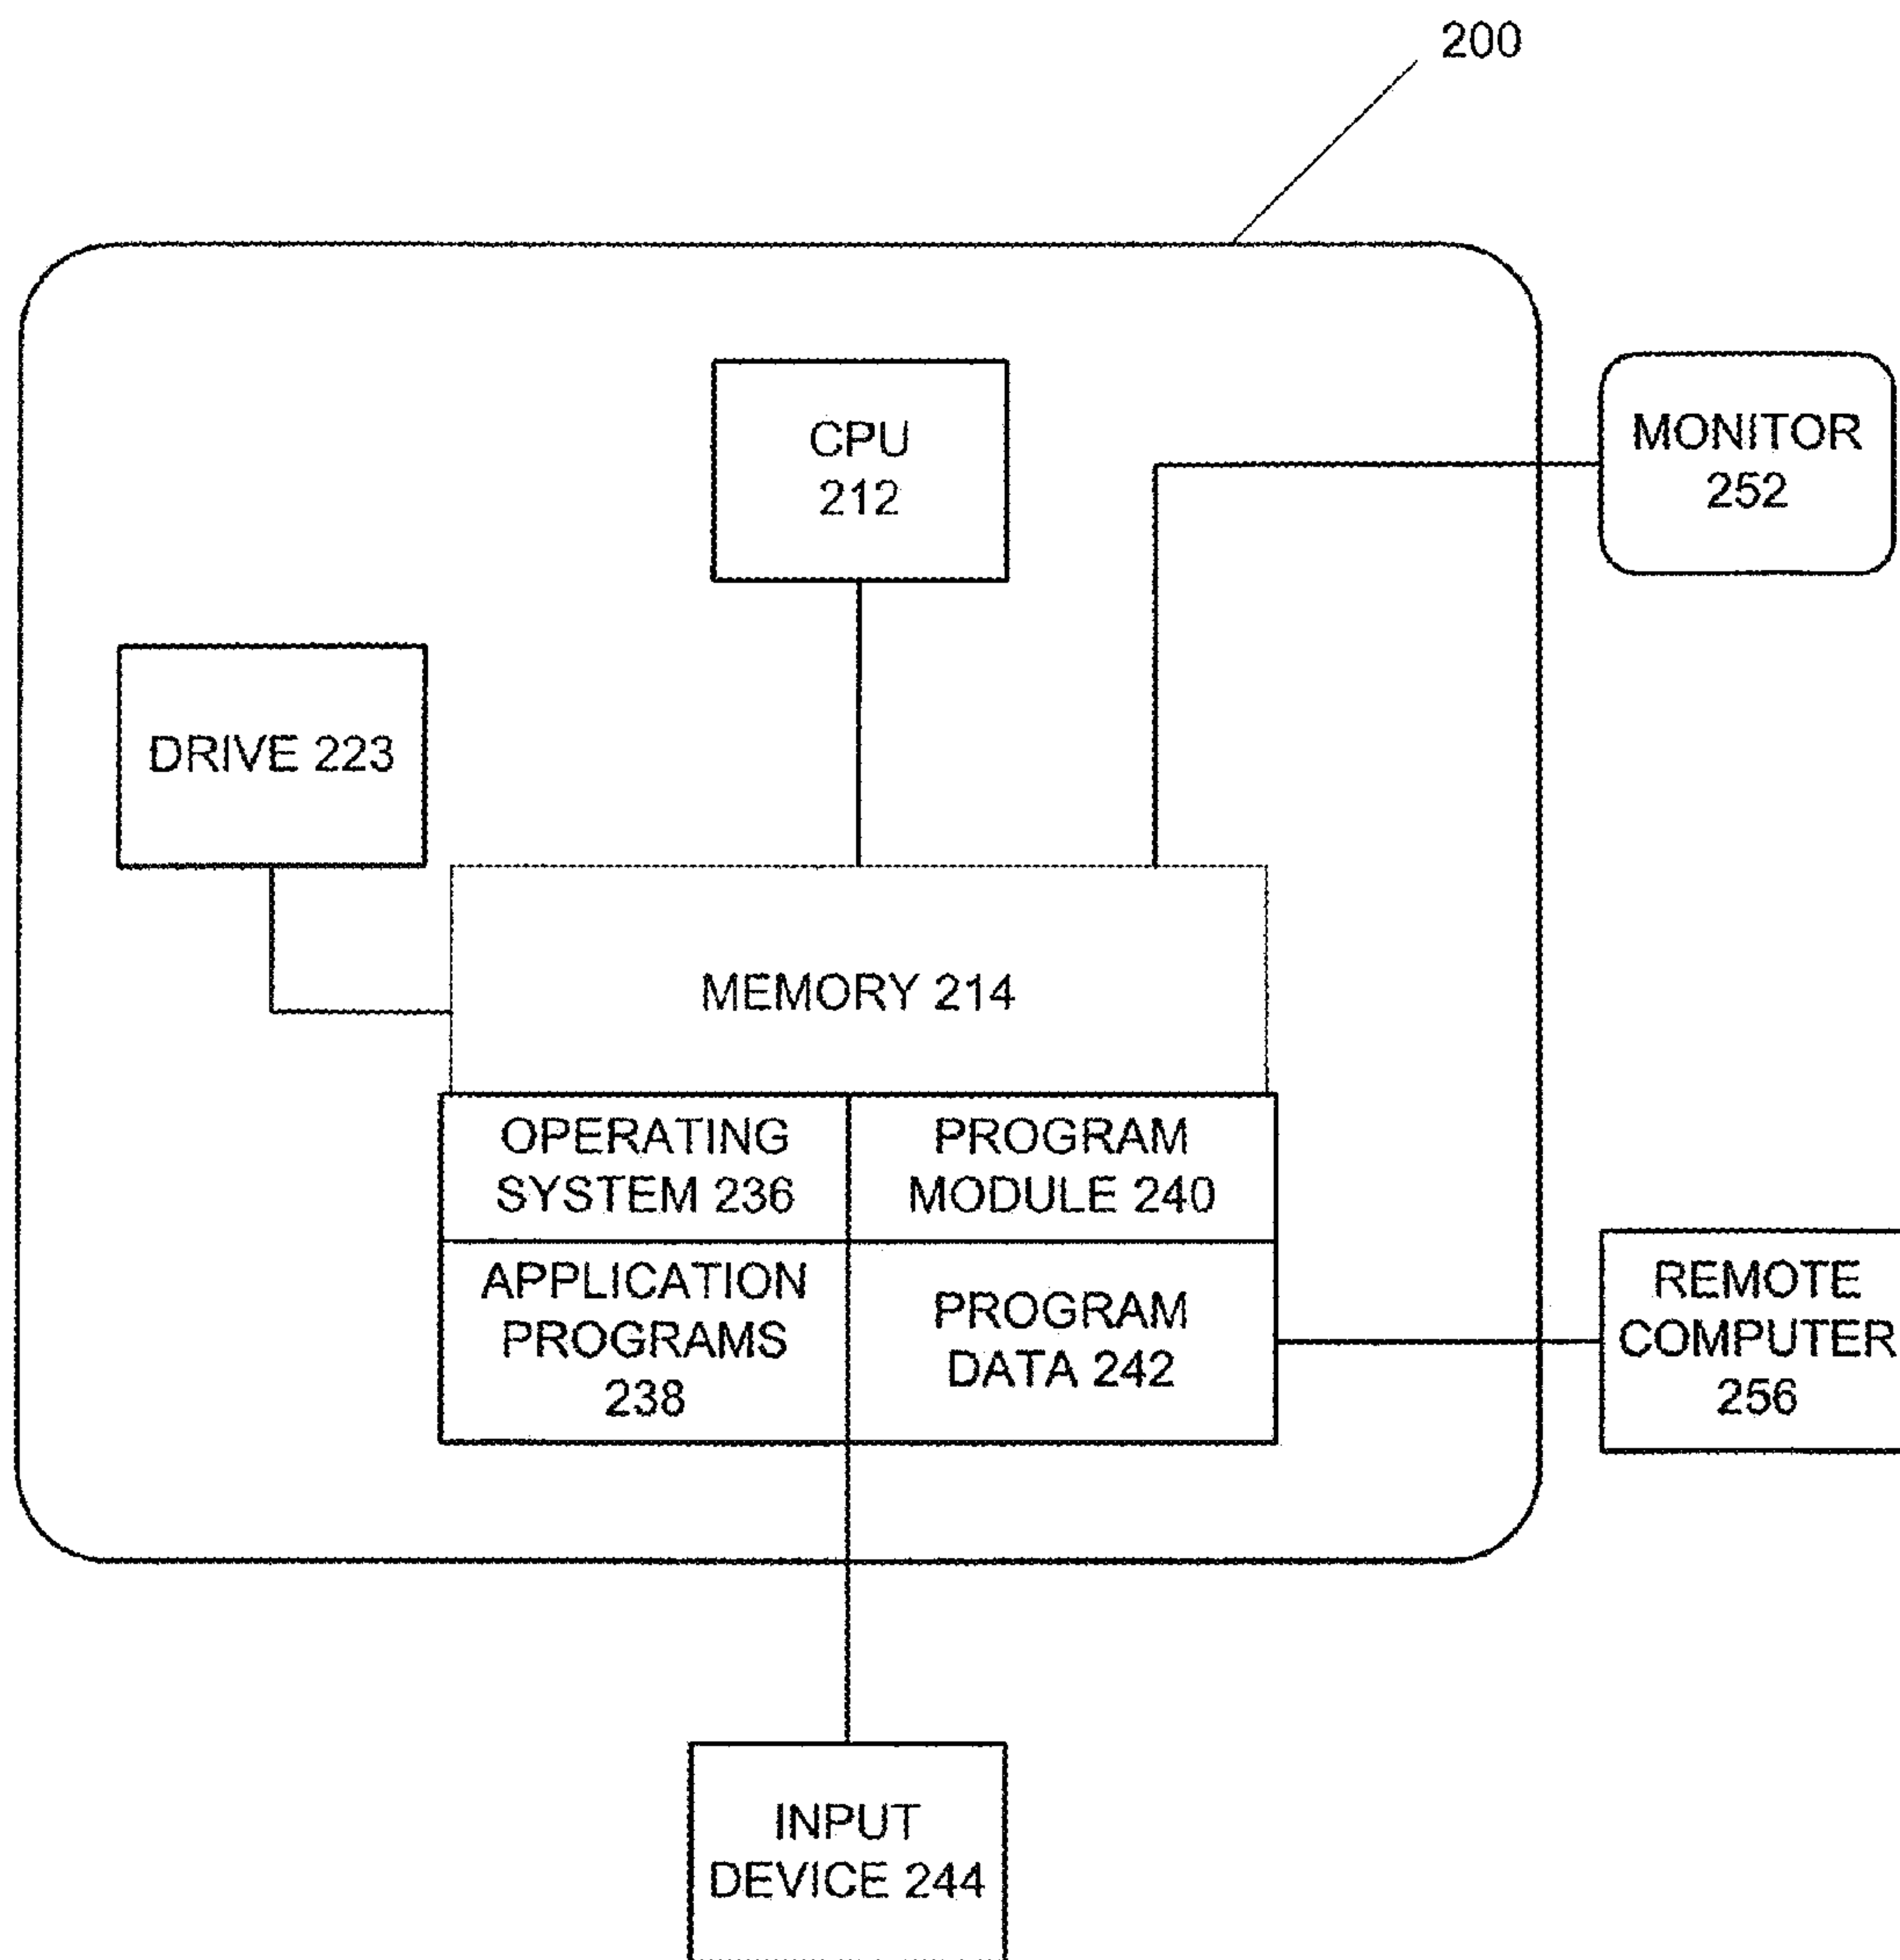 200
CPU
212
MONITOR
252
DRIVE 223
MEMORY 214
OPERATING
SYSTEM 236
PROGRAM
MODULE 240
APPLICATION
PROGRAMS
238
PROGRAM
DATA 242
REMOTE
COMPUTER
256
INPUT
DEVICE 244